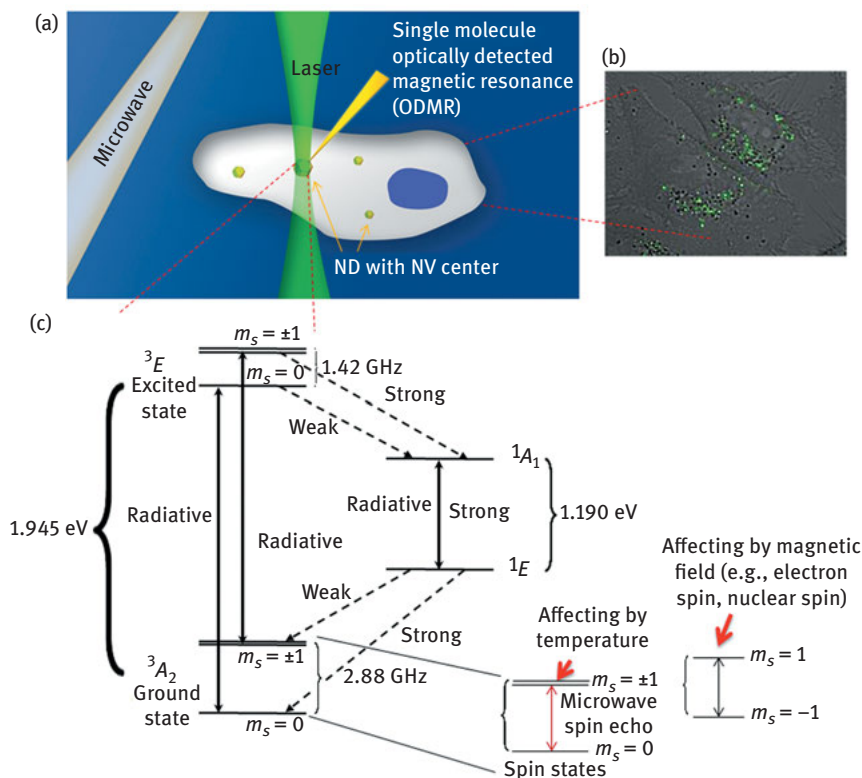 (a)
Microwave
Laser
Single molecule
optically detected
magnetic resonance
(ODMR)
ND with NV center
(b)
(c)
mₛ = ±1
³E
mₛ = 0
1.42 GHz
Excited
state
Strong
Weak
¹A₁
1.945 eV
Radiative
Radiative
Radiative
Strong
1.190 eV
¹E
Weak
Strong
Affecting by magnetic
field (e.g., electron
spin, nuclear spin)
Affecting by
temperature
³A₂
Ground
state
mₛ = ±1
2.88 GHz
mₛ = 0
mₛ = ±1
Microwave
spin echo
mₛ = 0
Spin states
mₛ = 1
mₛ = –1